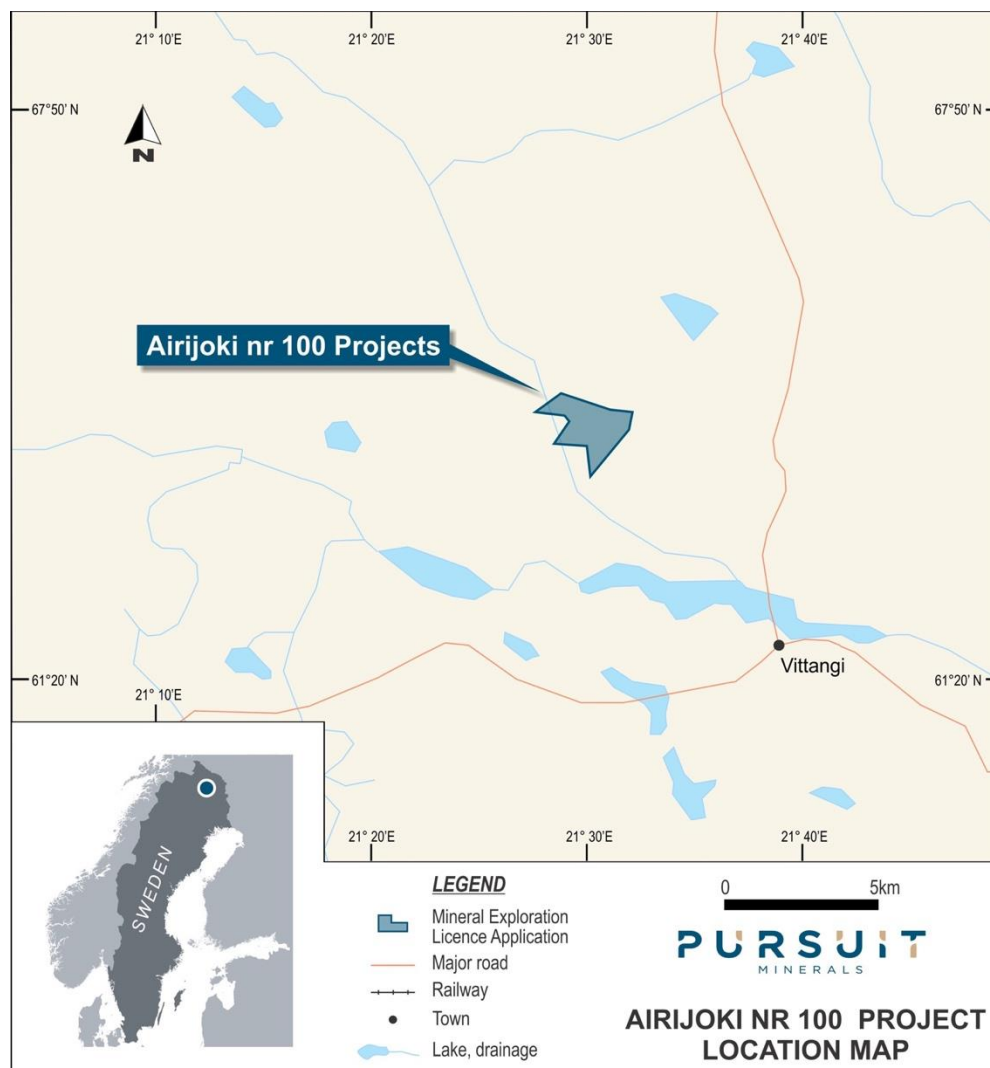 21° 10'E
21° 20'E
21° 30'E
21° 40'E
67°50' N
67°50' N
N
Airijoki nr 100 Projects
Vittangi
61°20' N
61°20' N
21° 10'E
21° 20'E
21° 30'E
21° 40'E
SWEDEN
LEGEND
Mineral Exploration
Licence Application
Major road
Railway
Town
Lake, drainage
0 5km
PURSUIT
MINERALS
AIRIJOKI NR 100 PROJECT
LOCATION MAP